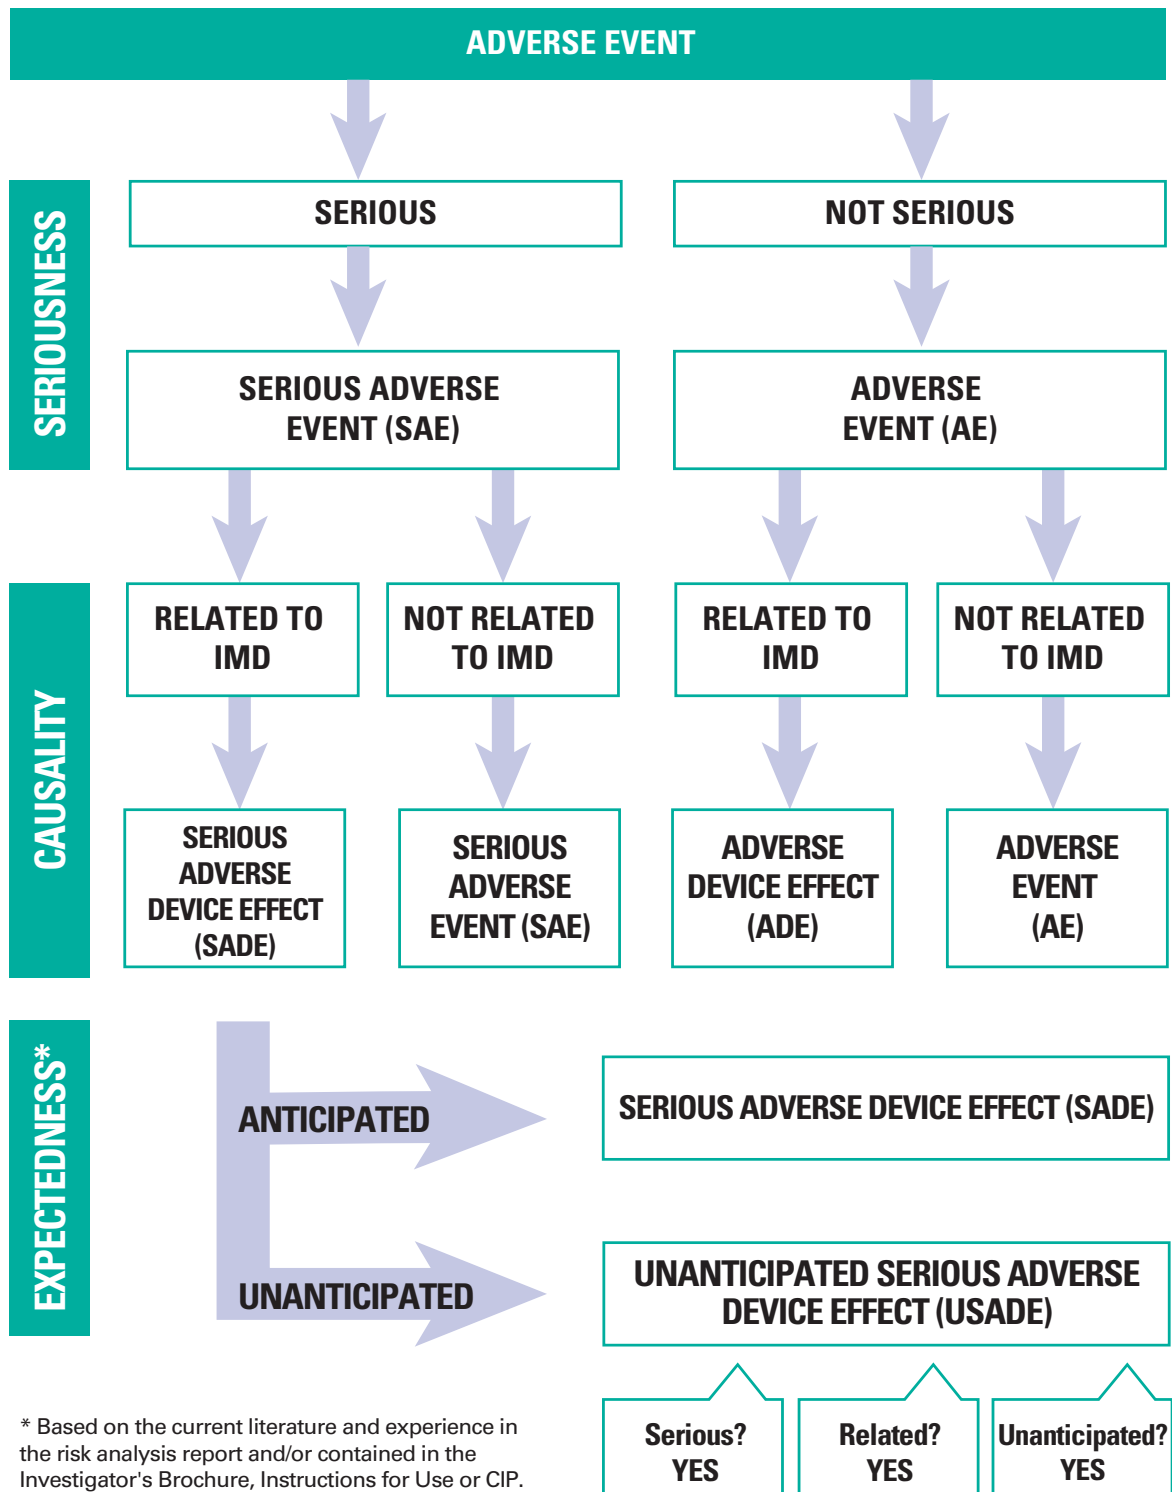 ADVERSE EVENT
SERIOUSNESS
SERIOUS
NOT SERIOUS
SERIOUS ADVERSE
EVENT (SAE)
ADVERSE
EVENT (AE)
CAUSALITY
RELATED TO
IMD
NOT RELATED
TO IMD
RELATED TO
IMD
NOT RELATED
TO IMD
SERIOUS
ADVERSE
DEVICE EFFECT
(SADE)
SERIOUS
ADVERSE
EVENT (SAE)
ADVERSE
DEVICE EFFECT
(ADE)
ADVERSE
EVENT
(AE)
EXPECTEDNESS*
ANTICIPATED
SERIOUS ADVERSE DEVICE EFFECT (SADE)
UNANTICIPATED
UNANTICIPATED SERIOUS ADVERSE
DEVICE EFFECT (USADE)
Serious?
YES
Related?
YES
Unanticipated?
YES
* Based on the current literature and experience in
the risk analysis report and/or contained in the
Investigator's Brochure, Instructions for Use or CIP.